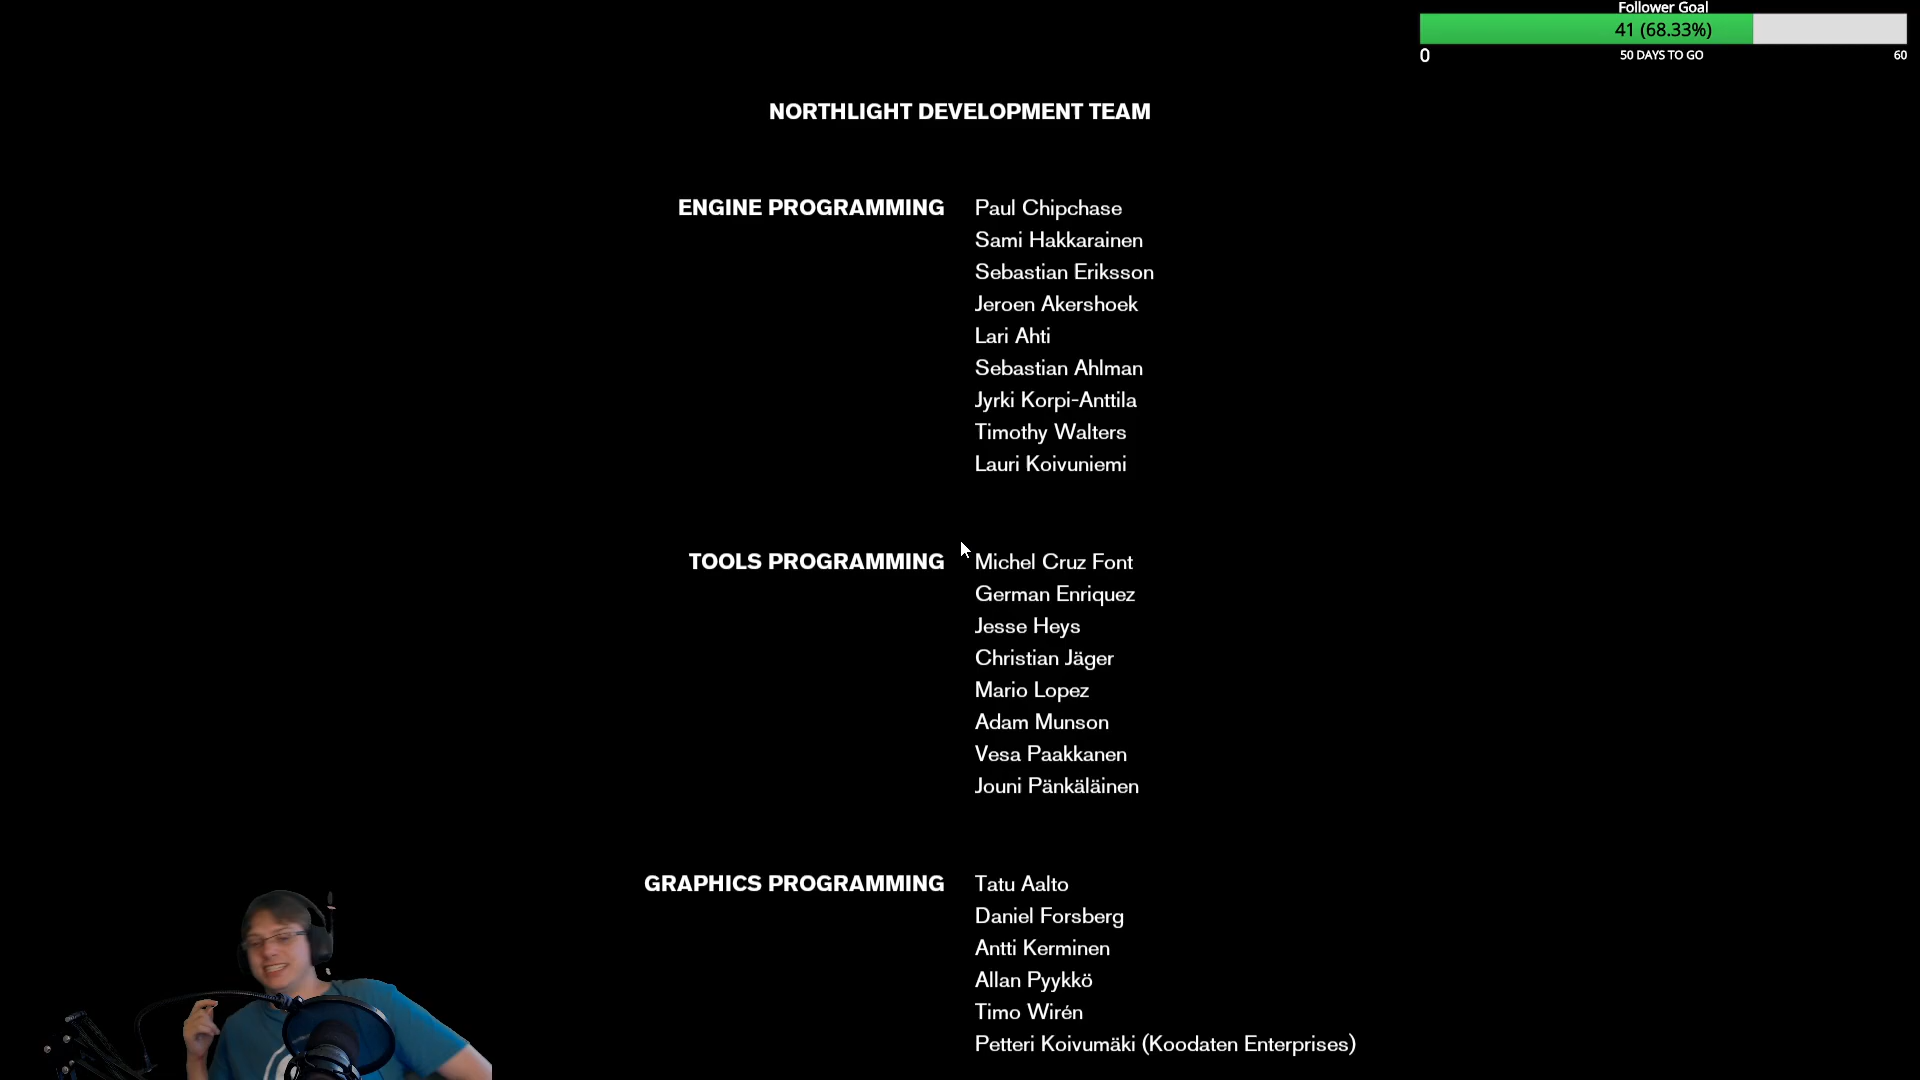 Follower Goal
41 (68.33%)
0 50 DAYS TO GO 60
NORTHLIGHT DEVELOPMENT TEAM
ENGINE PROGRAMMING Paul Chipchase
Sami Hakkarainen
Sebastian Eriksson
Jeroen Akershoek
Lari Ahti
Sebastian Ahlman
Jyrki Korpi-Anttila
Timothy Walters
Lauri Koivuniemi
TOOLS PROGRAMMING Michel Cruz Font
German Enriquez
Jesse Heys
Christian Jäger
Mario Lopez
Adam Munson
Vesa Paakkanen
Jouni Pänkäläinen
GRAPHICS PROGRAMMING Tatu Aalto
Daniel Forsberg
Antti Kerminen
Allan Pyykkö
Timo Wirén
Petteri Koivumäki (Koodaten Enterprises)